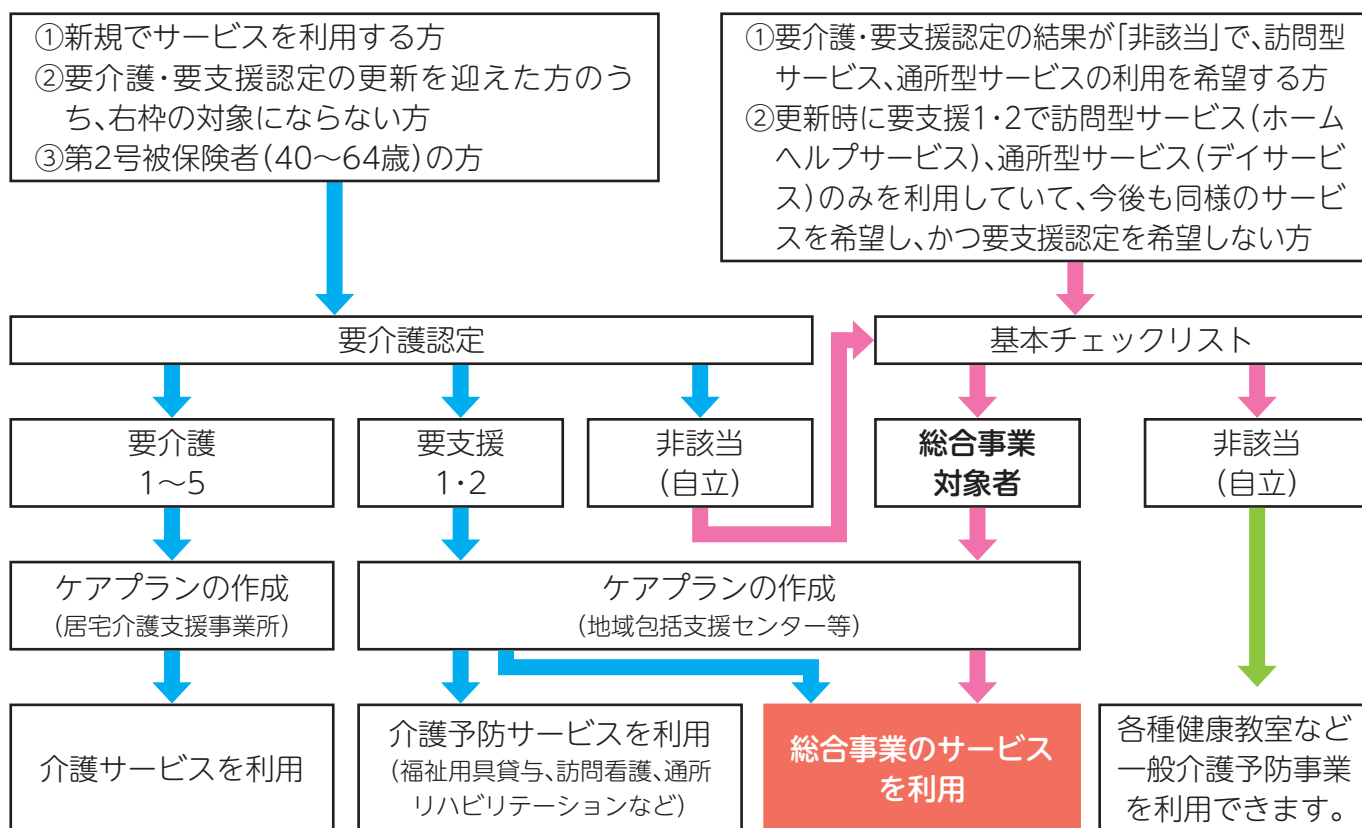 ①新規でサービスを利用する方
②要介護・要支援認定の更新を迎えた方のう
ち、右枠の対象にならない方
③第2号被保険者(40〜64歳)の方
①要介護・要支援認定の結果が「非該当」で、訪問型
サービス、通所型サービスの利用を希望する方
②更新時に要支援1・2で訪問型サービス(ホーム
ヘルプサービス)、通所型サービス(デイサービ
ス)のみを利用していて、今後も同様のサービ
スを希望し、かつ要支援認定を希望しない方
要介護認定
基本チェックリスト
要介護
1〜5
要支援
1・2
非該当
(自立)
総合事業
対象者
非該当
(自立)
ケアプランの作成
(居宅介護支援事業所)
ケアプランの作成
(地域包括支援センター等)
介護サービスを利用
介護予防サービスを利用
(福祉用具貸与、訪問看護、通所
リハビリテーションなど)
総合事業のサービス
を利用
各種健康教室など
一般介護予防事業
を利用できます。